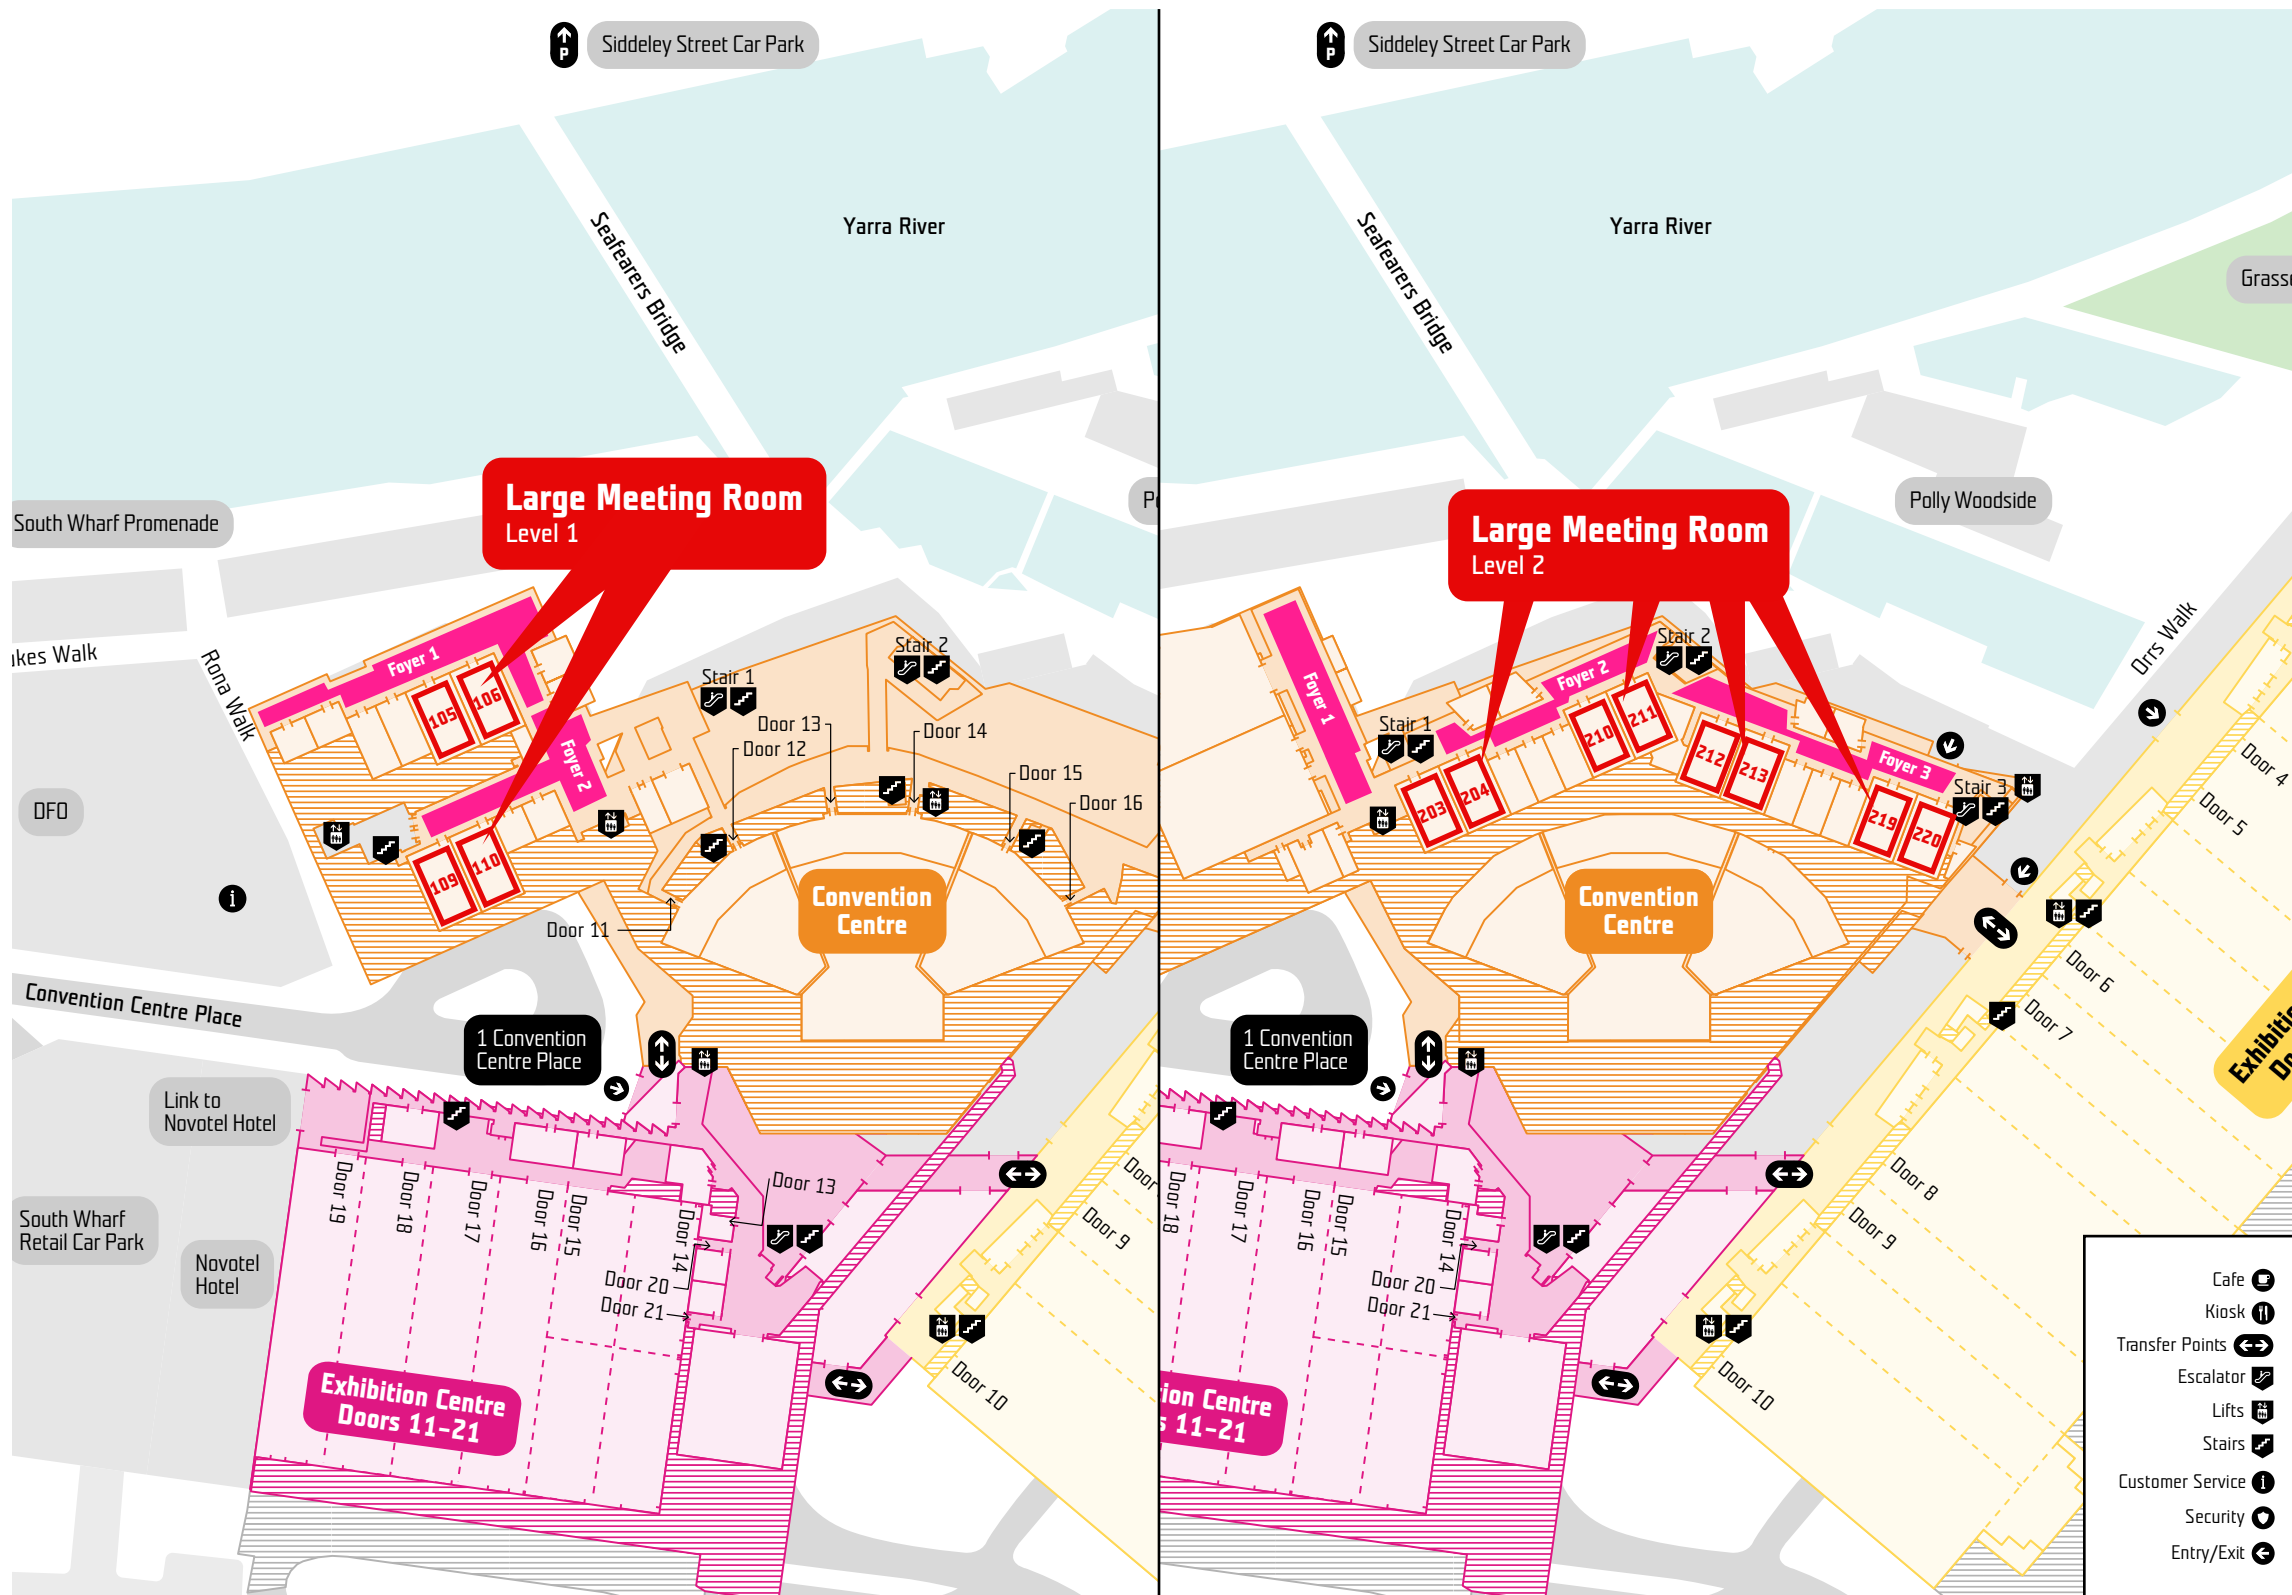 Siddeley Street Car Park
P
Seafearers Bridge
Yarra River
Large Meeting Room
Level 1
South Wharf Promenade
Rona Walk
Foyer 1
105
106
Foyer 2
109
110
Stair 1
Stair 2
Door 13
Door 12
Door 14
Door 15
Door 16
Door 11
Convention
Centre
DFO
i
Convention Centre Place
1 Convention
Centre Place
Link to
Novotel Hotel
South Wharf
Retail Car Park
Novotel
Hotel
Door 19
Door 18
Door 17
Door 16
Door 15
Door 14
Door 13
Door 20
Door 21
Exhibition Centre
Doors 11-21
Door
Door 9
Door 10
Siddeley Street Car Park
P
Seafearers Bridge
Yarra River
Polly Woodside
Large Meeting Room
Level 2
Orrs Walk
Foyer 1
Foyer 2
Foyer 3
Stair 1
Stair 2
Stair 3
203
204
210
211
212
213
219
220
Convention
Centre
1 Convention
Centre Place
Door 4
Door 5
Door 6
Door 7
Door 8
Door 9
Door 10
Door 18
Door 17
Door 16
Door 15
Door 14
Door 20
Door 21
ion Centre
s 11-21
Cafe
Kiosk
Transfer Points
Escalator
Lifts
Stairs
Customer Service
i
Security
Entry/Exit